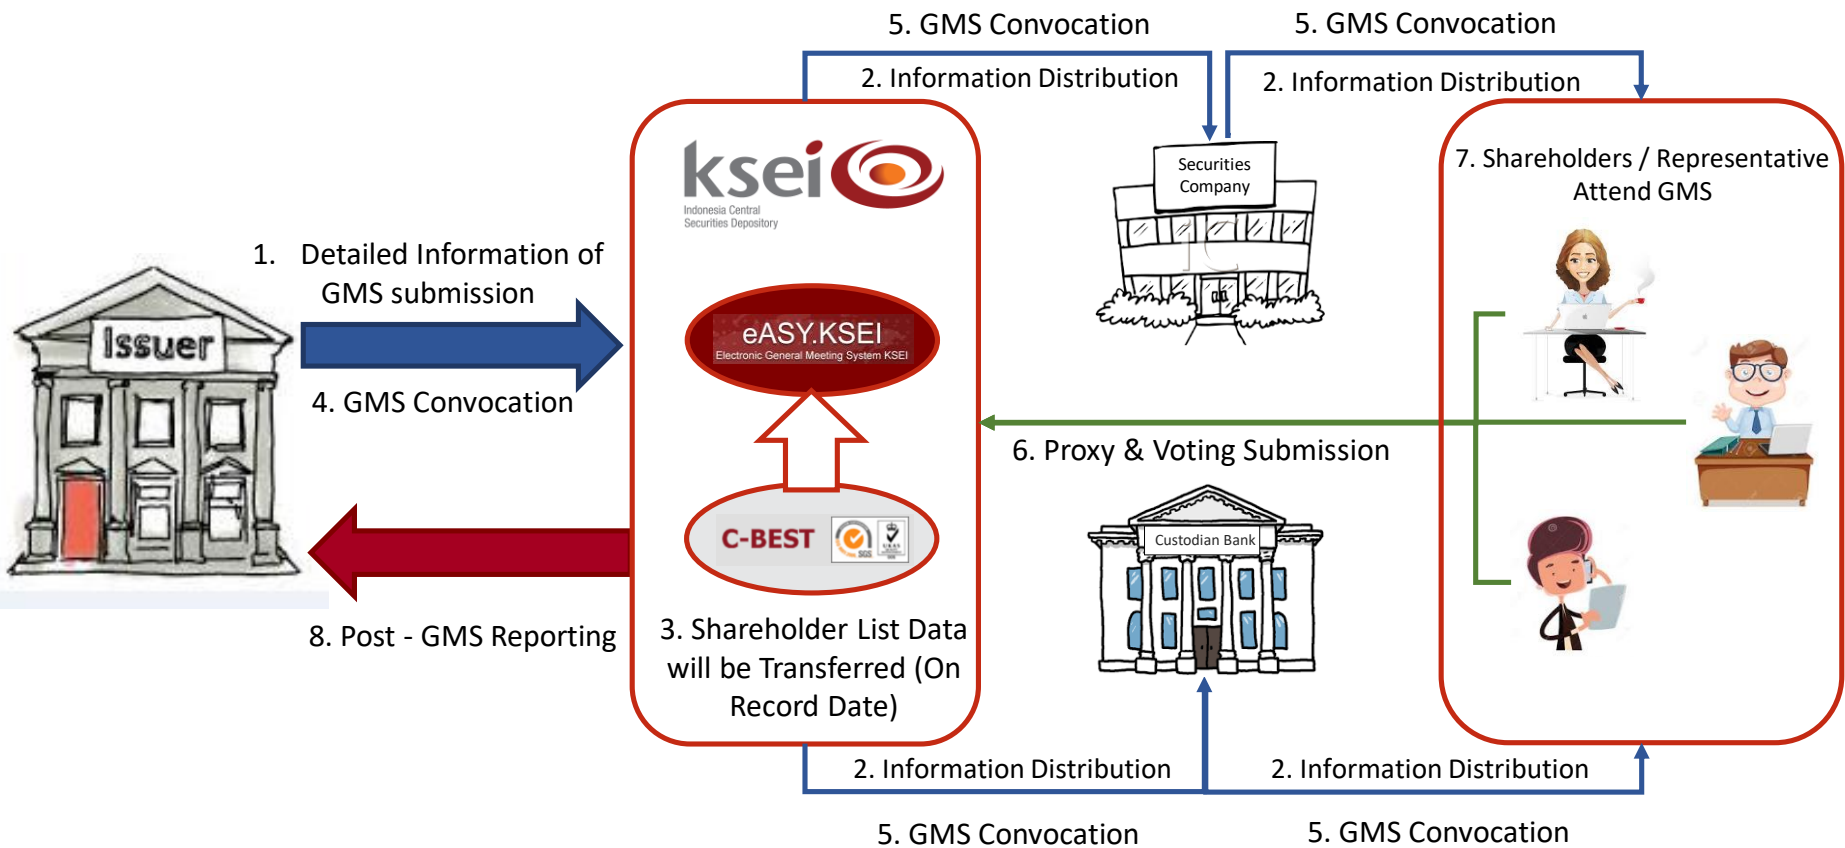 5. GMS Convocation
5. GMS Convocation
2. Information Distribution
2. Information Distribution
ksei
Indonesia Central
Securities Depository
Securities
Company
7. Shareholders / Representative
Attend GMS
1. Detailed Information of
GMS submission
Issuer
eASY.KSEI
Electronic General Meeting System KSEI
4. GMS Convocation
6. Proxy & Voting Submission
C-BEST
SGS
UKAS
Custodian Bank
8. Post - GMS Reporting
3. Shareholder List Data
will be Transferred (On
Record Date)
2. Information Distribution
2. Information Distribution
5. GMS Convocation
5. GMS Convocation